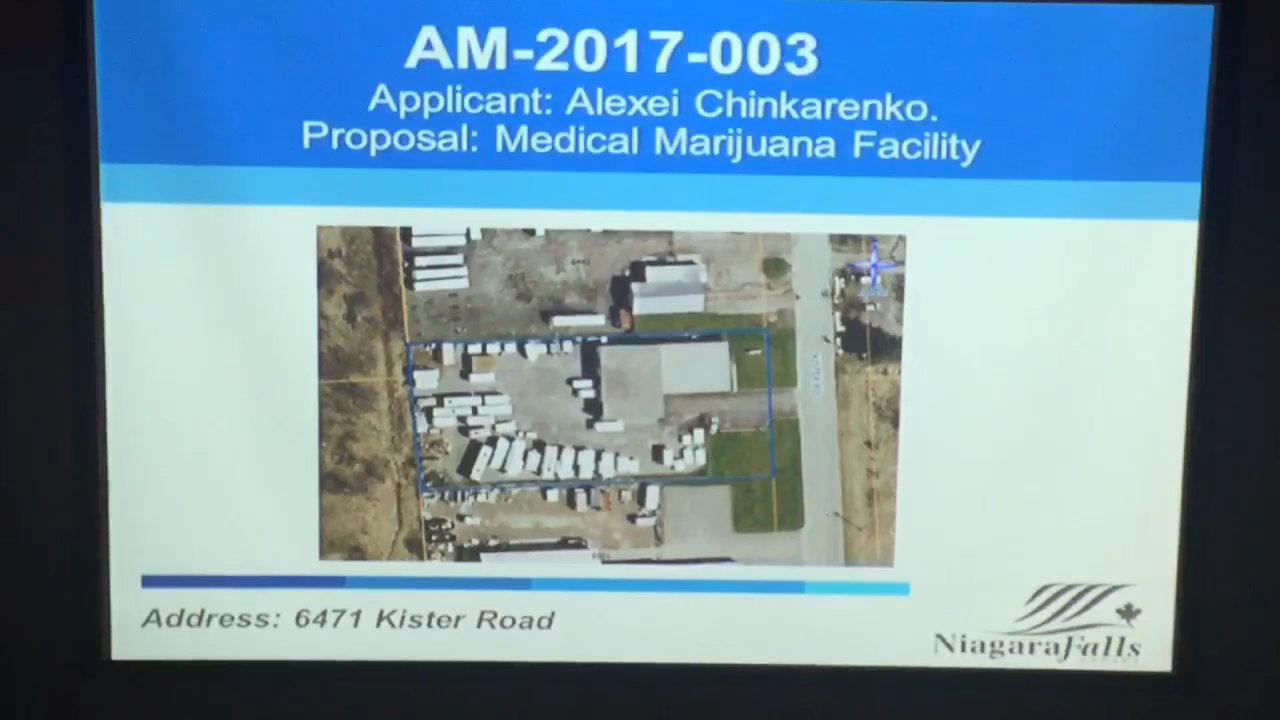 AM-2017-003
Applicant: Alexei Chinkarenko.
Proposal: Medical Marijuana Facility
Address: 6471 Kister Road
NiagaraFalls